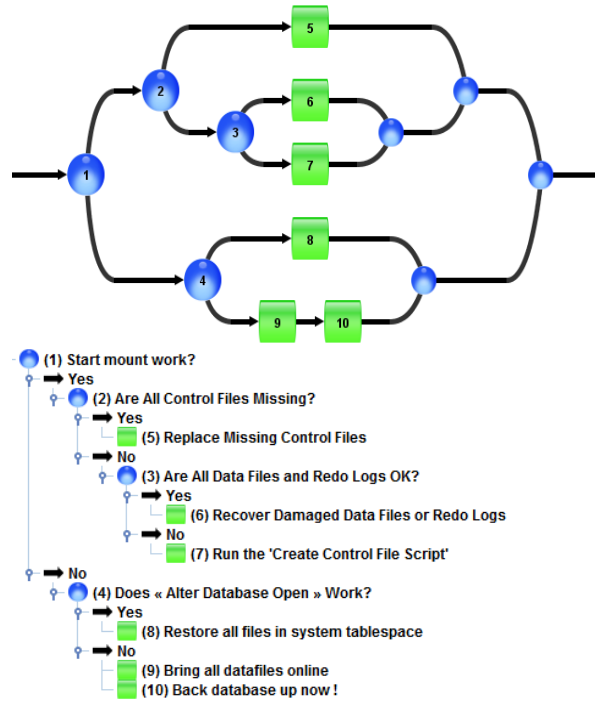 5
2
6
3
7
1
8
4
9 10
(1) Start mount work?
Yes
(2) Are All Control Files Missing?
Yes
(5) Replace Missing Control Files
No
(3) Are All Data Files and Redo Logs OK?
Yes
(6) Recover Damaged Data Files or Redo Logs
No
(7) Run the 'Create Control File Script'
No
(4) Does « Alter Database Open » Work?
Yes
(8) Restore all files in system tablespace
No
(9) Bring all datafiles online
(10) Back database up now !